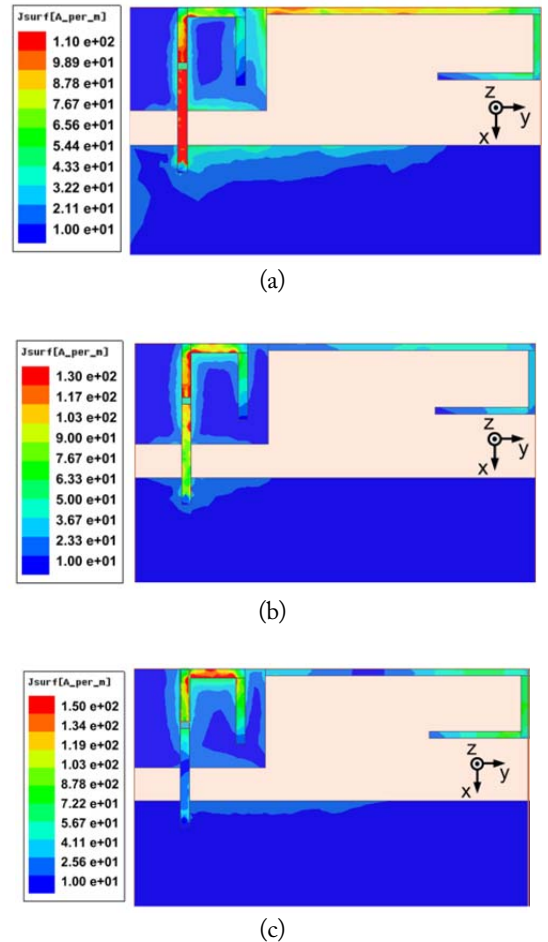 Jsurf[A_per_m]
1.10 e+02
9.89 e+01
8.78 e+01
7.67 e+01
6.56 e+01
5.44 e+01
4.33 e+01
3.22 e+01
2.11 e+01
1.00 e+01
z
y
x
(a)
Jsurf[A_per_m]
1.30 e+02
1.17 e+02
1.03 e+02
9.00 e+01
7.67 e+01
6.33 e+01
5.00 e+01
3.67 e+01
2.33 e+01
1.00 e+01
z
y
x
(b)
Jsurf[A_per_m]
1.50 e+02
1.34 e+02
1.19 e+02
1.03 e+02
8.78 e+02
7.22 e+01
5.67 e+01
4.11 e+01
2.56 e+01
1.00 e+01
z
y
x
(c)